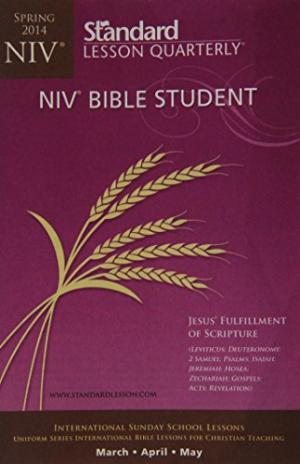 SPRING
2014
NIV®
Standard
LESSON QUARTERLY®
NIV® BIBLE STUDENT
JESUS' FULFILLMENT
OF SCRIPTURE
(LEVITICUS; DEUTERONOMY;
2 SAMUEL; PSALMS; ISAIAH;
JEREMIAH; HOSEA;
ZECHARIAH; GOSPELS;
ACTS; REVELATION)
WWW.STANDARDLESSON.COM
INTERNATIONAL SUNDAY SCHOOL LESSONS
UNIFORM SERIES INTERNATIONAL BIBLE LESSONS FOR CHRISTIAN TEACHING
March • April • May